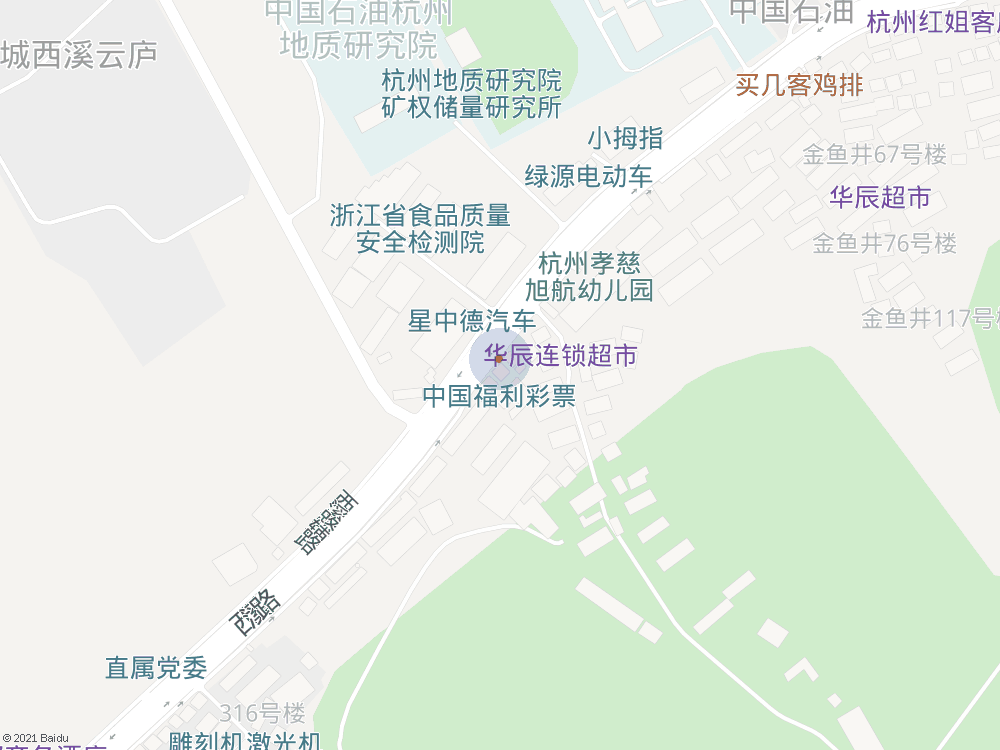 中国石油杭州
地质研究院
中国石油
杭州红姐客
城西溪云庐
杭州地质研究院
矿权储量研究所
买几客鸡排
小拇指
金鱼井67号楼
绿源电动车
华辰超市
浙江省食品质量
安全检测院
金鱼井76号楼
杭州孝慈
旭航幼儿园
金鱼井117号
星中德汽车
华辰连锁超市
中国福利彩票
西溪路
直属党委
316号楼
雕刻机激光机
© 2021 Baidu